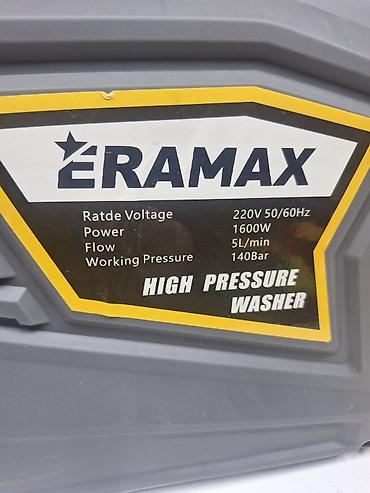 ERAMAX
Ratde Voltage 220V 50/60Hz
Power 1600W
Flow 5L/min
Working Pressure 140Bar
HIGH PRESSURE
WASHER